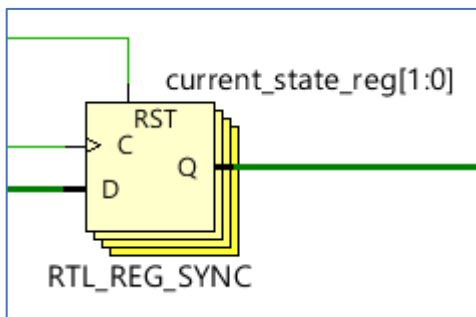 current_state_reg[1:0]
RST
C
Q
D
RTL_REG_SYNC